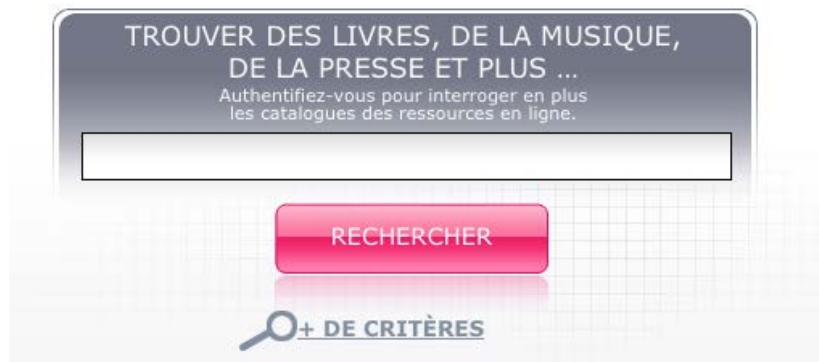 TROUVER DES LIVRES, DE LA MUSIQUE,
DE LA PRESSE ET PLUS ...
Authentifiez-vous pour interroger en plus
les catalogues des ressources en ligne.
RECHERCHER
+ DE CRITÈRES